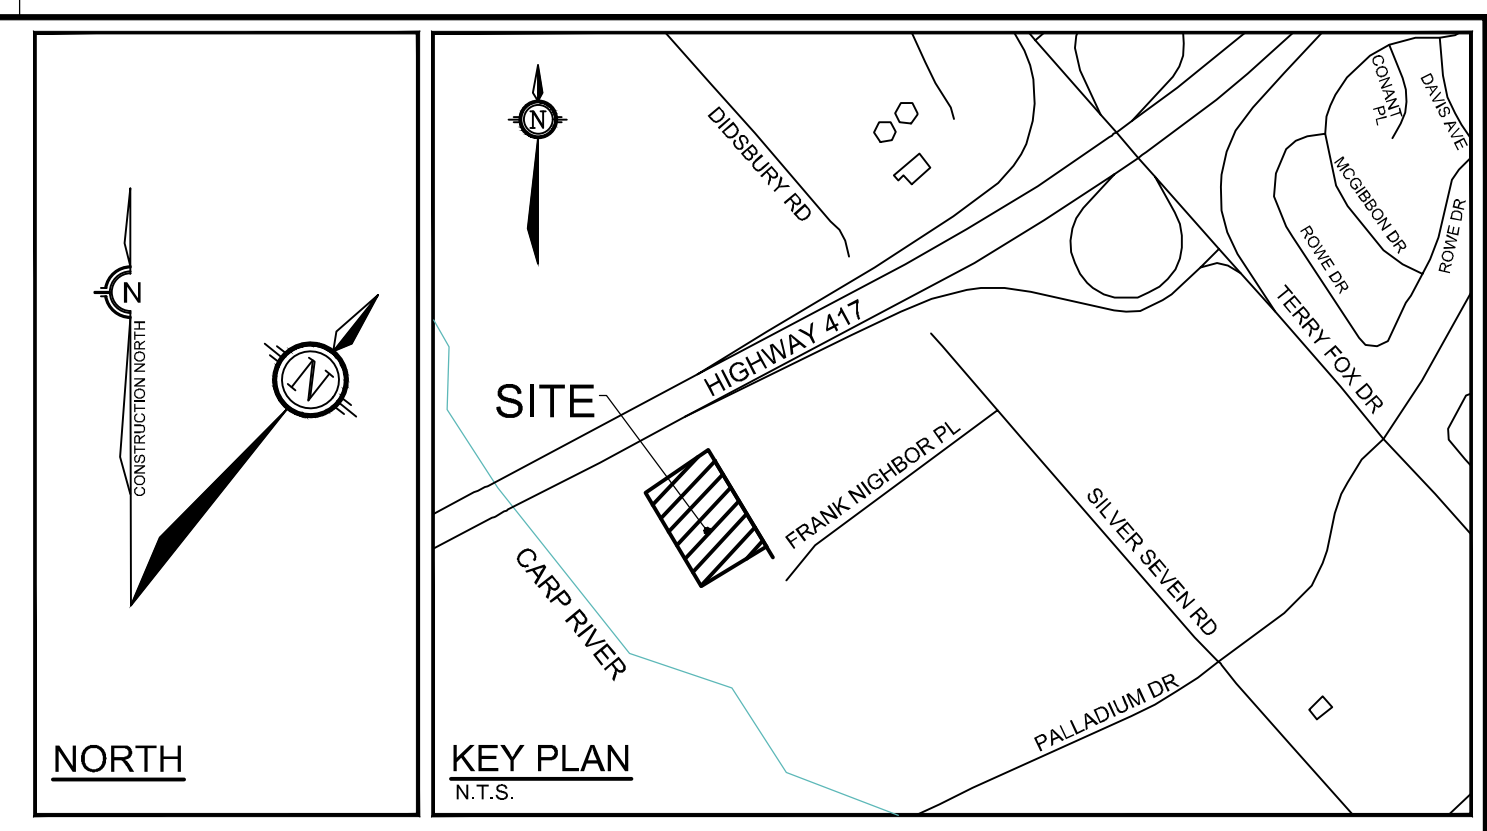 N
CONSTRUCTION NORTH
N
NORTH
N
DIDSBURY RD
CONANT
PL
DAVIS AVE
MCGIBBON DR
ROWE DR
ROWE DR
TERRY FOX DR
HIGHWAY 417
SITE
FRANK NIGHBOR PL
SILVER SEVEN RD
CARP RIVER
PALLADIUM DR
KEY PLAN
N.T.S.